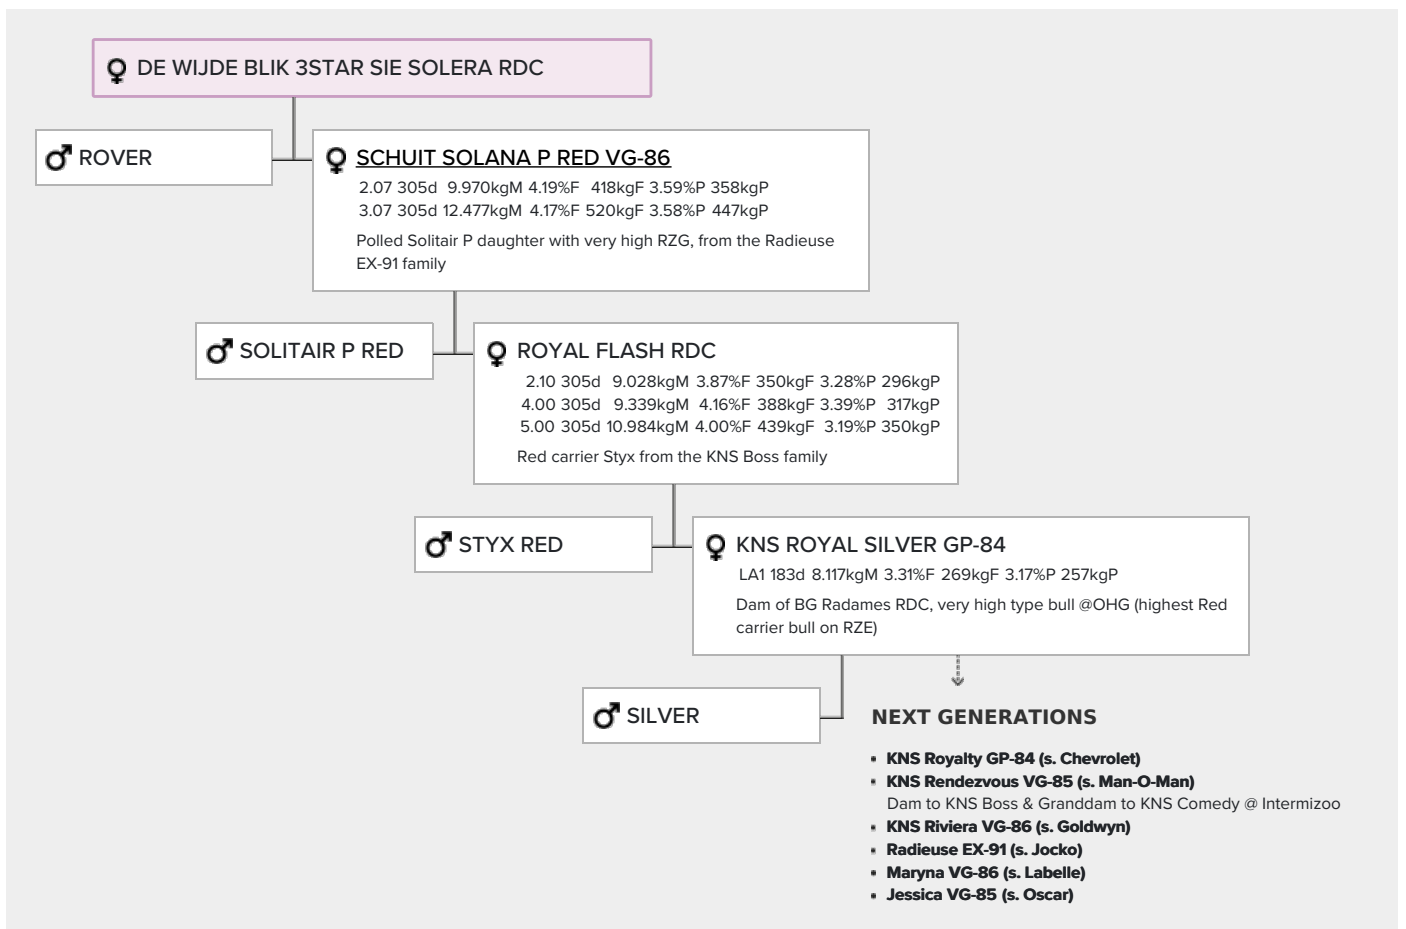 DE WIJDE BLIK 3STAR SIE SOLERA RDC
ROVER
SCHUIT SOLANA P RED VG-86
2.07 305d 9.970kgM 4.19%F 418kgF 3.59%P 358kgP
3.07 305d 12.477kgM 4.17%F 520kgF 3.58%P 447kgP
Polled Solitair P daughter with very high RZG, from the Radieuse
EX-91 family
SOLITAIR P RED
ROYAL FLASH RDC
2.10 305d 9.028kgM 3.87%F 350kgF 3.28%P 296kgP
4.00 305d 9.339kgM 4.16%F 388kgF 3.39%P 317kgP
5.00 305d 10.984kgM 4.00%F 439kgF 3.19%P 350kgP
Red carrier Styx from the KNS Boss family
STYX RED
KNS ROYAL SILVER GP-84
LA1 183d 8.117kgM 3.31%F 269kgF 3.17%P 257kgP
Dam of BG Radames RDC, very high type bull @OHG (highest Red
carrier bull on RZE)
SILVER
NEXT GENERATIONS
KNS Royalty GP-84 (s. Chevrolet)
KNS Rendezvous VG-85 (s. Man-O-Man)
Dam to KNS Boss & Granddam to KNS Comedy @ Intermizoo
KNS Riviera VG-86 (s. Goldwyn)
Radieuse EX-91 (s. Jocko)
Maryna VG-86 (s. Labelle)
Jessica VG-85 (s. Oscar)